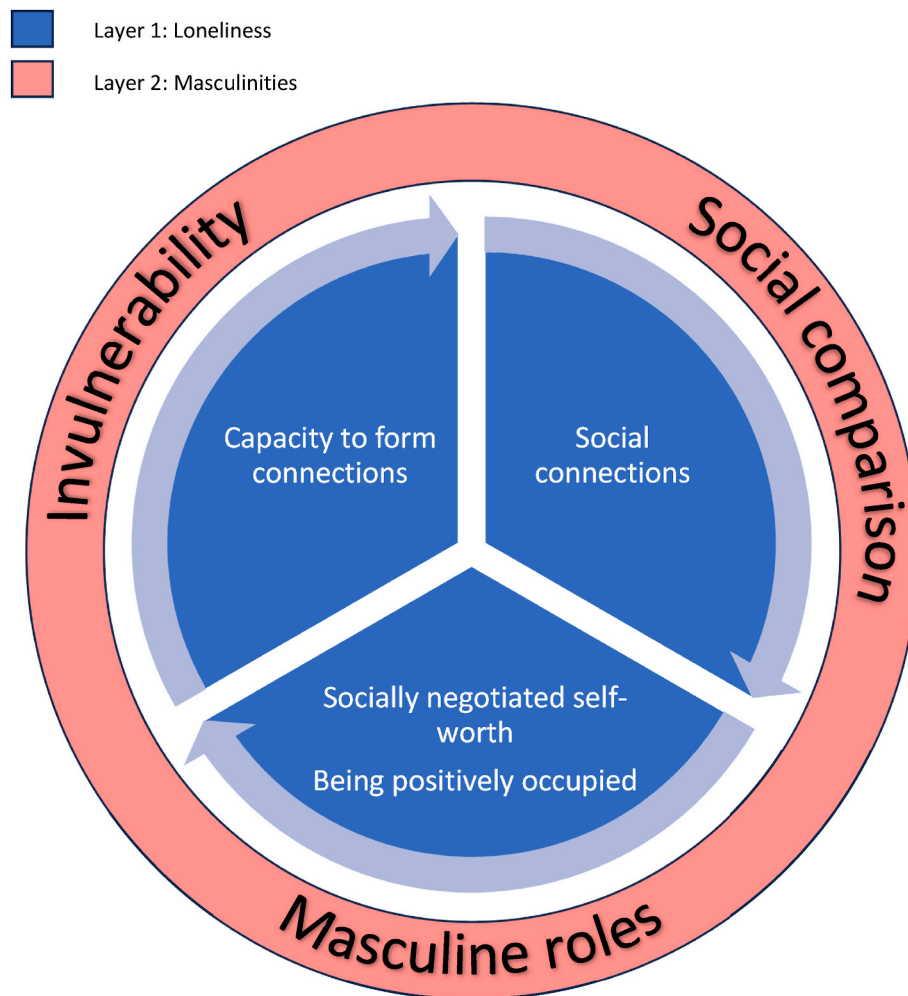 Layer 1: Loneliness
Layer 2: Masculinities
Invulnerability
Social comparison
Capacity to form
connections
Social
connections
Socially negotiated self-
worth
Being positively occupied
Masculine roles